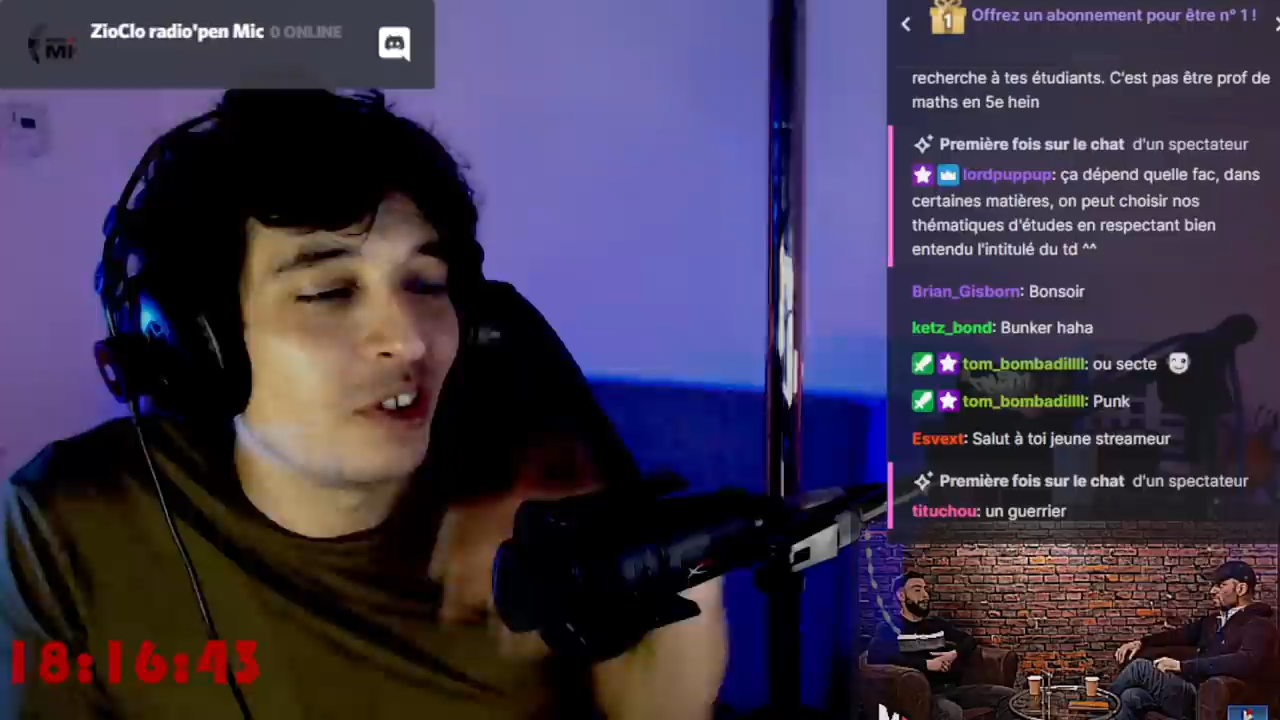 ZioClo radio'pen Mic 0 ONLINE
MI
1 Offrez un abonnement pour être n° 1 !
recherche à tes étudiants. C'est pas être prof de
maths en 5e hein
Première fois sur le chat d'un spectateur
lordpuppup: ça dépend quelle fac, dans
certaines matières, on peut choisir nos
thématiques d'études en respectant bien
entendu l'intitulé du td ^^
Brian_Gisborn: Bonsoir
ketz_bond: Bunker haha
tom_bombadillll: ou secte
tom_bombadillll: Punk
Esvext: Salut à toi jeune streameur
Première fois sur le chat d'un spectateur
tituchou: un guerrier
18:16:43